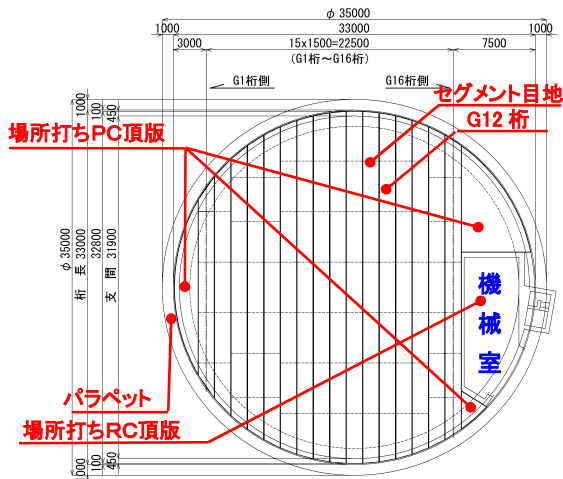 φ 35000
1000
33000
1000
3000
15x1500=22500
7500
(G1桁～G16桁)
G1桁側
G16桁側
セグメント目地
G12 桁
場所打ちPC頂版
1000
100
450
φ 35000
桁 長 33000
32800
支 間 31900
機
械
室
パラペット
場所打ちRC頂版
1000
100
450